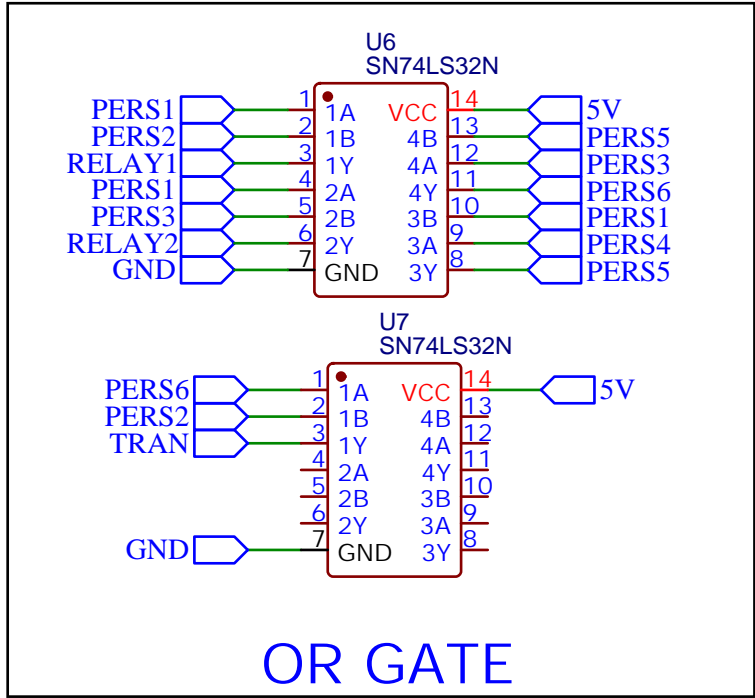 U6
SN74LS32N
PERS1 1 1A VCC 14 5V
PERS2 2 1B 4B 13 PERS5
RELAY1 3 1Y 4A 12 PERS3
PERS1 4 2A 4Y 11 PERS6
PERS3 5 2B 3B 10 PERS1
RELAY2 6 2Y 3A 9 PERS4
GND 7 GND 3Y 8 PERS5
U7
SN74LS32N
PERS6 1 1A VCC 14 5V
PERS2 2 1B 4B 13
TRAN 3 1Y 4A 12
4 2A 4Y 11
5 2B 3B 10
6 2Y 3A 9
GND 7 GND 3Y 8
OR GATE